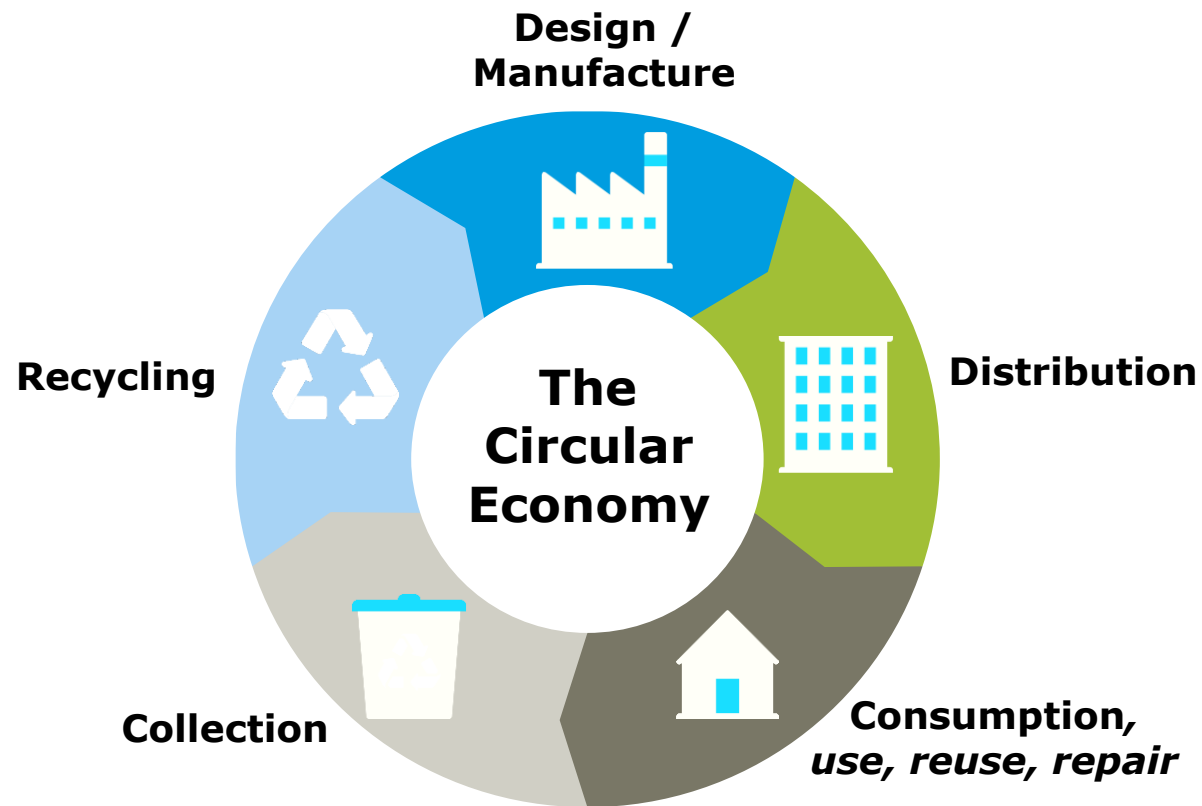 Design /
Manufacture
Recycling
The
Circular
Economy
Distribution
Collection
Consumption,
use, reuse, repair